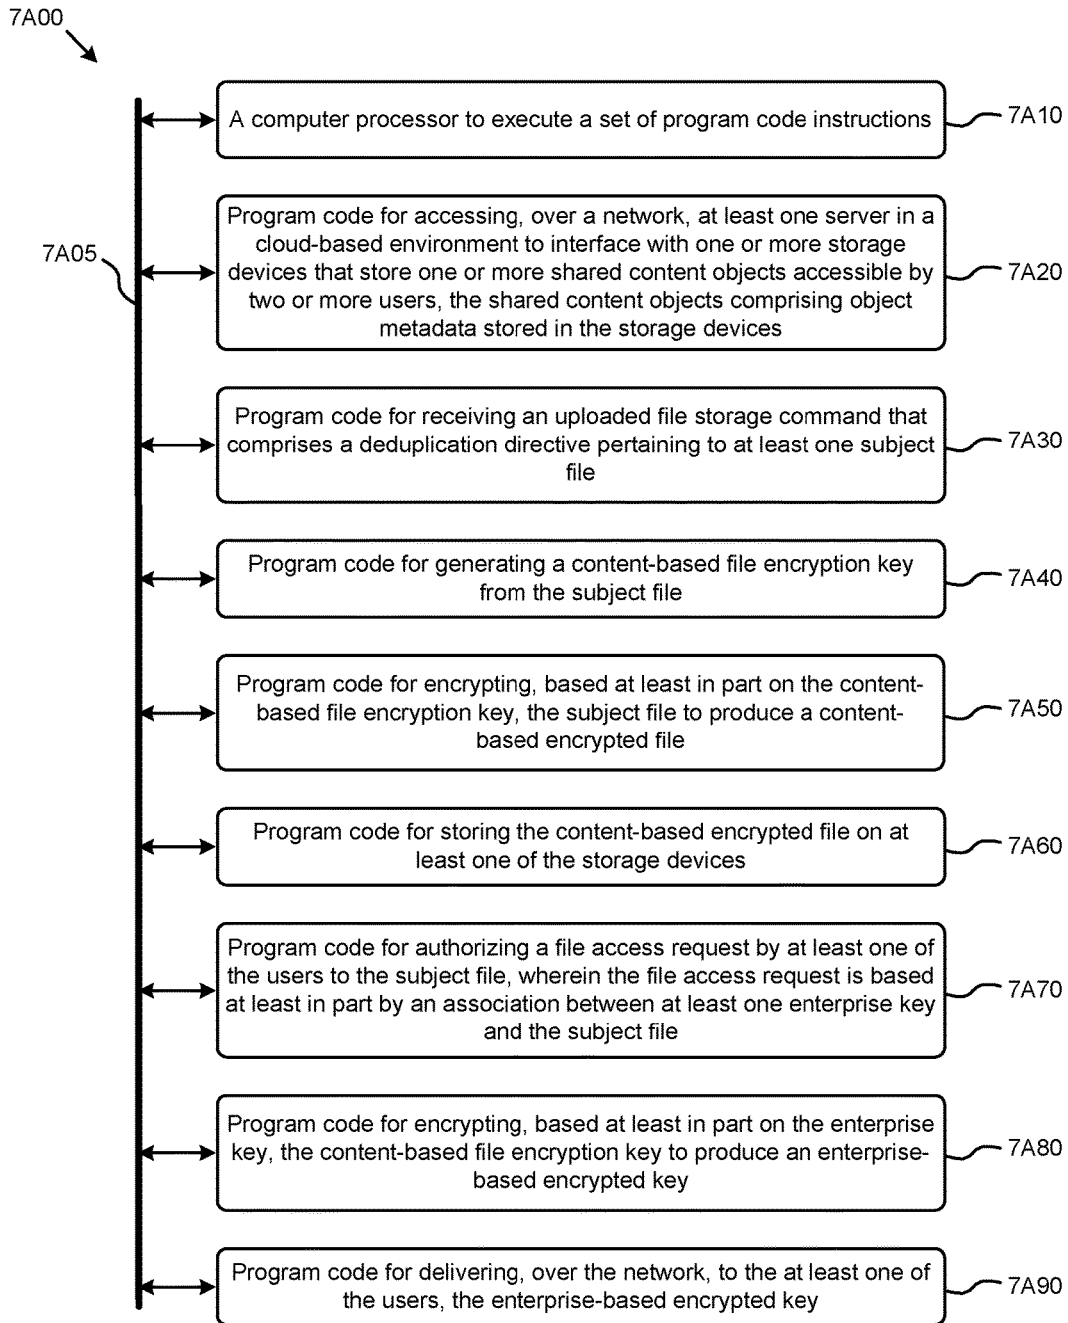 7A00
A computer processor to execute a set of program code instructions
7A10
Program code for accessing, over a network, at least one server in a
cloud-based environment to interface with one or more storage
devices that store one or more shared content objects accessible by
two or more users, the shared content objects comprising object
metadata stored in the storage devices
7A05
7A20
Program code for receiving an uploaded file storage command that
comprises a deduplication directive pertaining to at least one subject
file
7A30
Program code for generating a content-based file encryption key
from the subject file
7A40
Program code for encrypting, based at least in part on the content-
based file encryption key, the subject file to produce a content-
based encrypted file
7A50
Program code for storing the content-based encrypted file on at
least one of the storage devices
7A60
Program code for authorizing a file access request by at least one of
the users to the subject file, wherein the file access request is based
at least in part by an association between at least one enterprise key
and the subject file
7A70
Program code for encrypting, based at least in part on the enterprise
key, the content-based file encryption key to produce an enterprise-
based encrypted key
7A80
Program code for delivering, over the network, to the at least one of
the users, the enterprise-based encrypted key
7A90